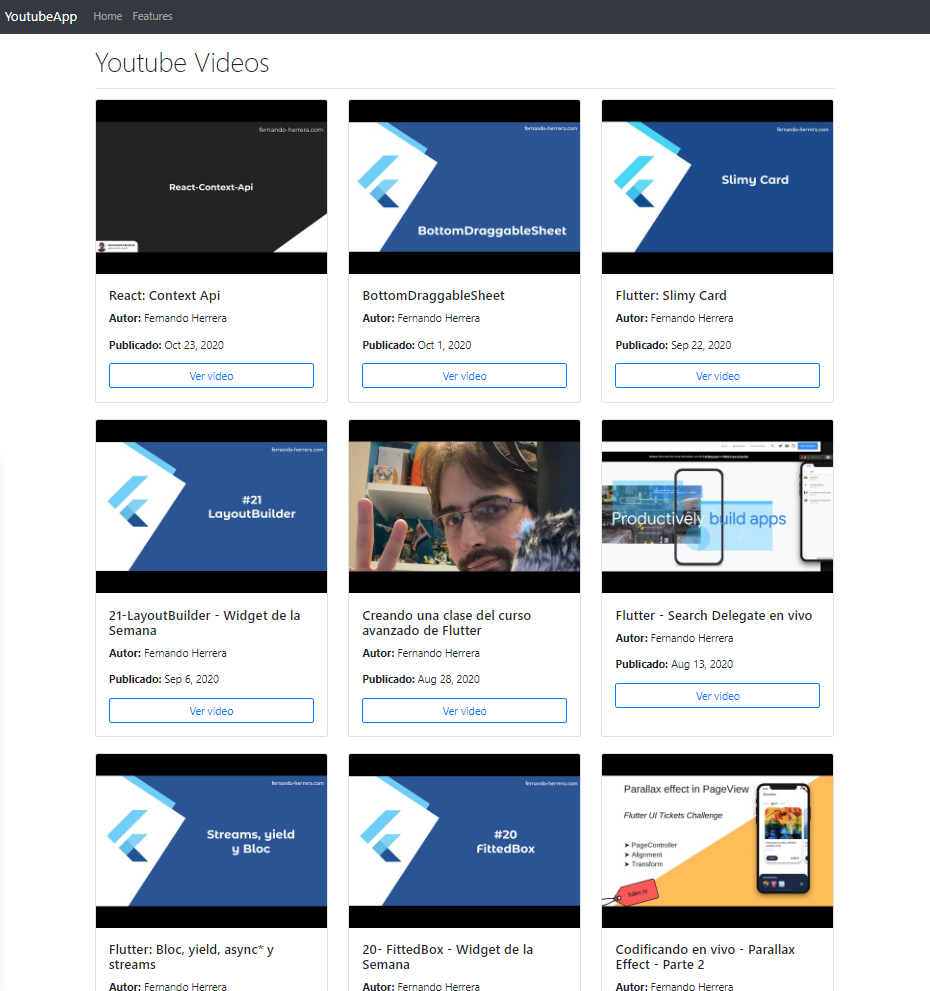 YoutubeApp Home Features
Youtube Videos
fernando-herrera.com
React-Context-Api
React: Context Api
Autor: Fernando Herrera
Publicado: Oct 23, 2020
Ver video
fernando-herrera.com
BottomDraggableSheet
BottomDraggableSheet
Autor: Fernando Herrera
Publicado: Oct 1, 2020
Ver video
fernando-herrera.com
Slimy Card
Flutter: Slimy Card
Autor: Fernando Herrera
Publicado: Sep 22, 2020
Ver video
fernando-herrera.com
#21
LayoutBuilder
21-LayoutBuilder - Widget de la
Semana
Autor: Fernando Herrera
Publicado: Sep 6, 2020
Ver video
Creando una clase del curso
avanzado de Flutter
Autor: Fernando Herrera
Publicado: Aug 28, 2020
Ver video
Productively build apps
Flutter - Search Delegate en vivo
Autor: Fernando Herrera
Publicado: Aug 13, 2020
Ver video
fernando-herrera.com
Streams, yield
y Bloc
Flutter: Bloc, yield, async* y
streams
Autor: Fernando Herrera
fernando-herrera.com
#20
FittedBox
20- FittedBox - Widget de la
Semana
Autor: Fernando Herrera
Parallax effect in PageView
Flutter UI Tickets Challenge
➤ PageController
➤ Alignment
➤ Transform
Codificando en vivo - Parallax
Effect - Parte 2
Autor: Fernando Herrera